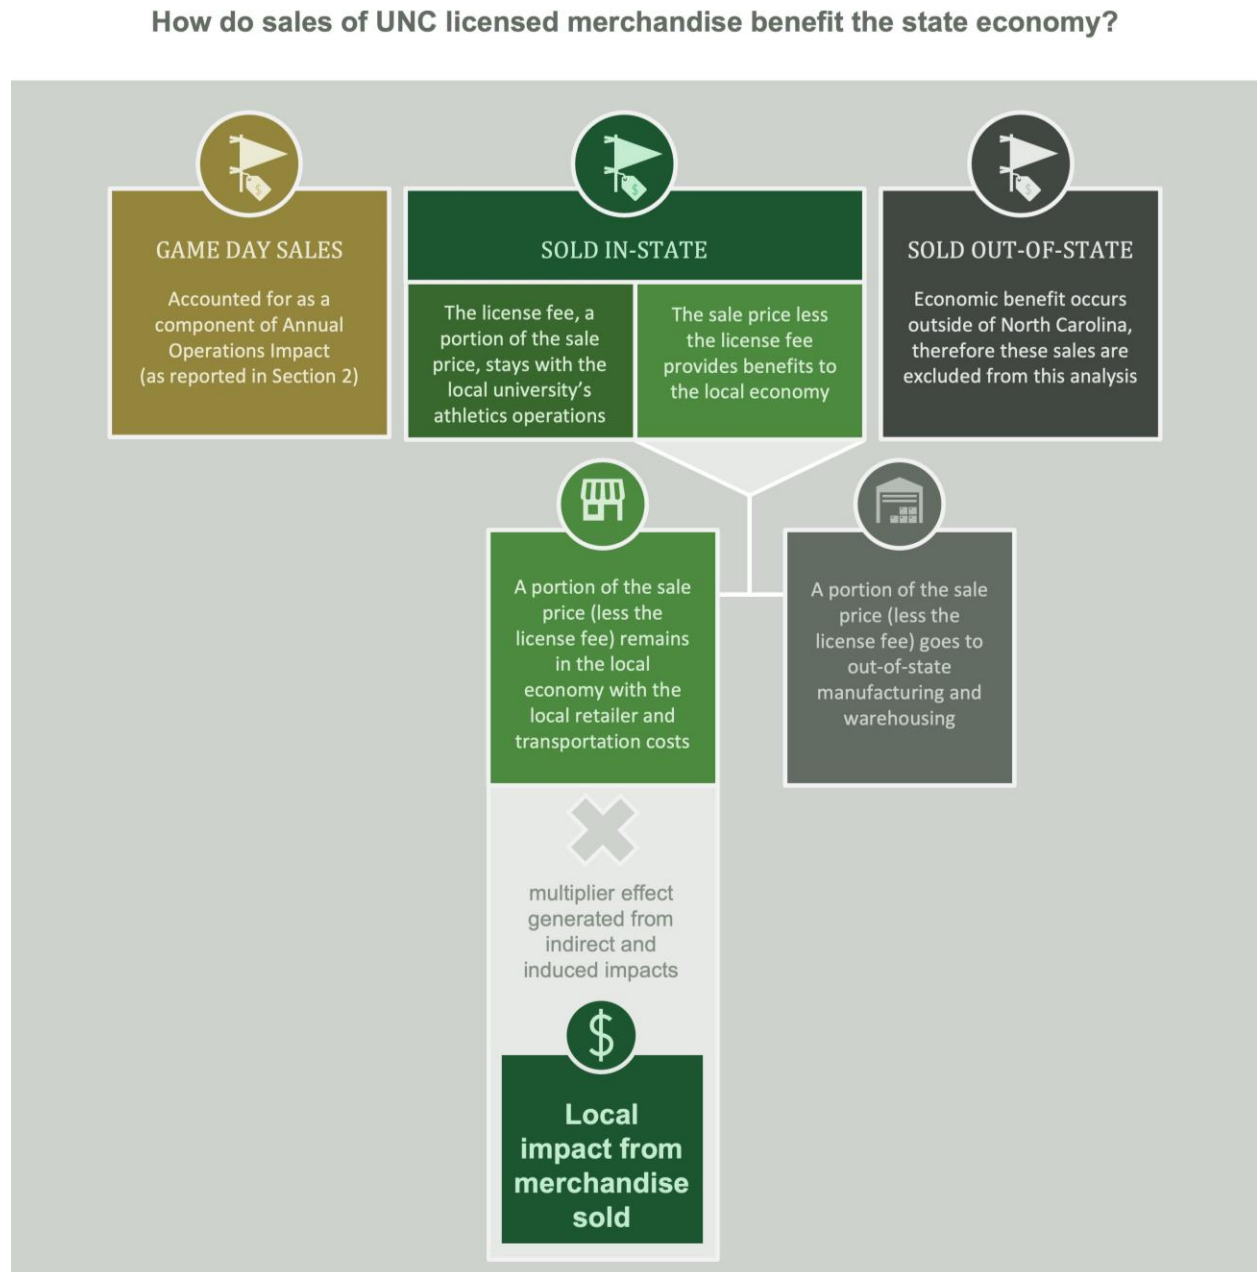 How do sales of UNC licensed merchandise benefit the state economy?
GAME DAY SALES
Accounted for as a
component of Annual
Operations Impact
(as reported in Section 2)
SOLD IN-STATE
The license fee, a
portion of the sale
price, stays with the
local university's
athletics operations
The sale price less
the license fee
provides benefits to
the local economy
SOLD OUT-OF-STATE
Economic benefit occurs
outside of North Carolina,
therefore these sales are
excluded from this analysis
A portion of the sale
price (less the
license fee) remains
in the local
economy with the
local retailer and
transportation costs
A portion of the sale
price (less the
license fee) goes to
out-of-state
manufacturing and
warehousing
multiplier effect
generated from
indirect and
induced impacts
$
Local
impact from
merchandise
sold